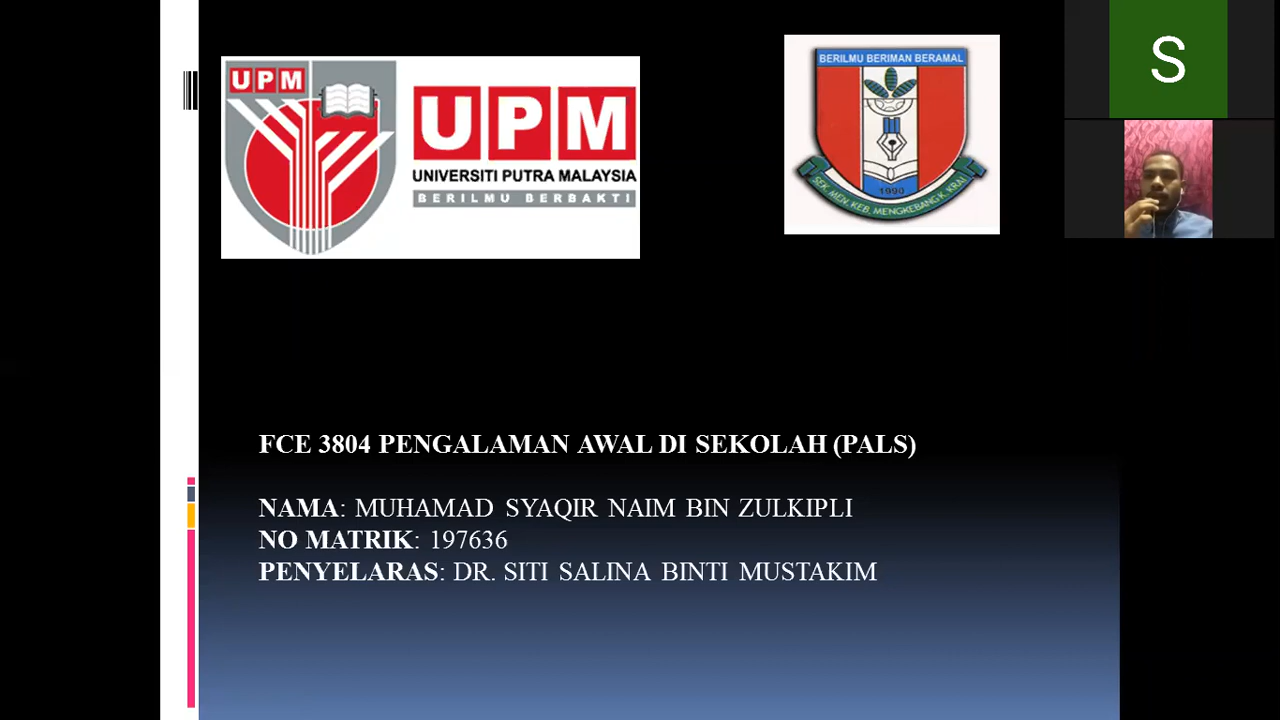 UPM
UPM
UNIVERSITI PUTRA MALAYSIA
BERILMU BERBAKTI
BERILMU BERIMAN BERAMAL
1990
SEK. MEN. KEB. MENGKEBANG K. KRAI
S
FCE 3804 PENGALAMAN AWAL DI SEKOLAH (PALS)
NAMA: MUHAMAD SYAQIR NAIM BIN ZULKIPLI
NO MATRIK: 197636
PENYELARAS: DR. SITI SALINA BINTI MUSTAKIM